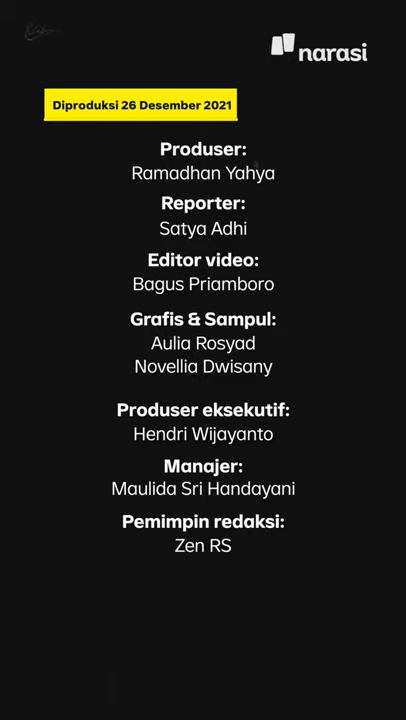 narasi
Diproduksi 26 Desember 2021
Produser:
Ramadhan Yahya
Reporter:
Satya Adhi
Editor video:
Bagus Priamboro
Grafis & Sampul:
Aulia Rosyad
Novellia Dwisany
Produser eksekutif:
Hendri Wijayanto
Manajer:
Maulida Sri Handayani
Pemimpin redaksi:
Zen RS